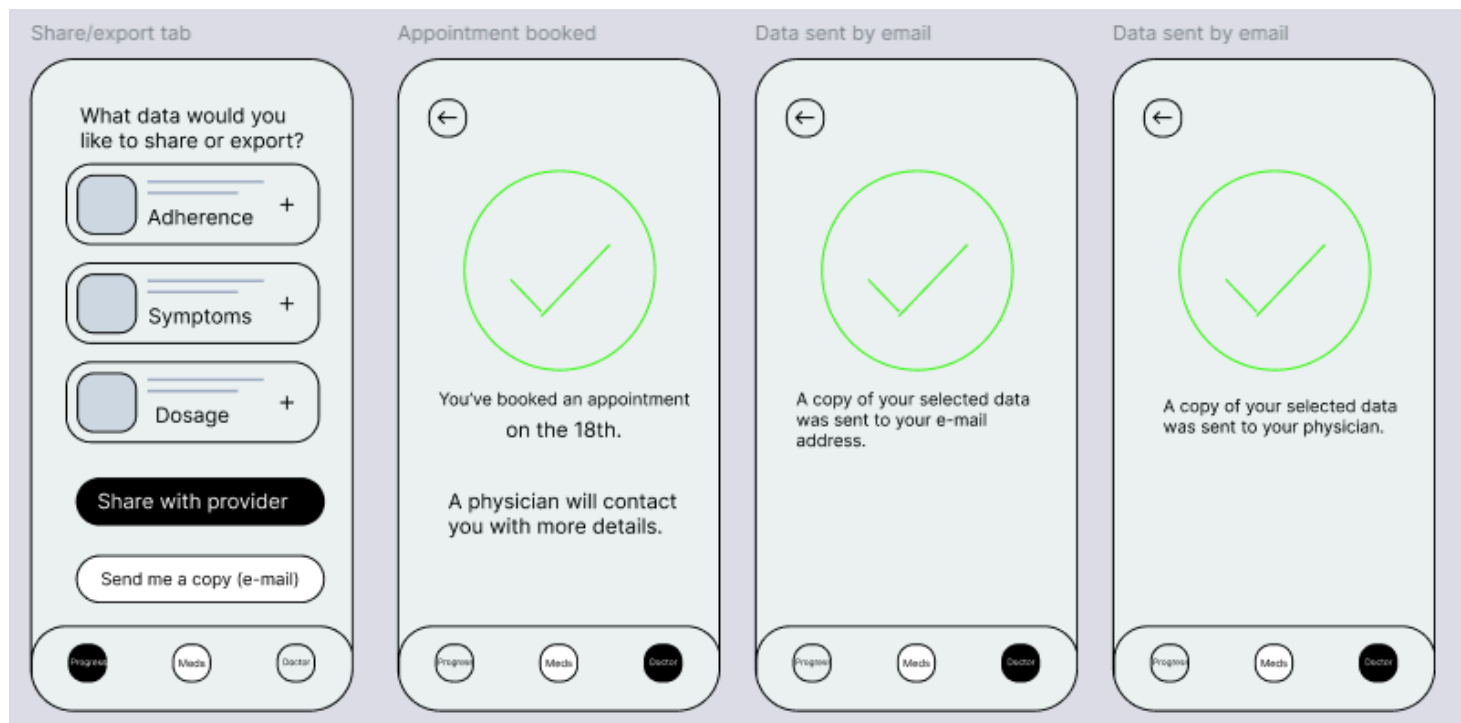 Share/export tab
What data would you
like to share or export?
Adherence
+
Symptoms
+
Dosage
+
Share with provider
Send me a copy (e-mail)
Progress
Meds
Doctor
Appointment booked
←
You've booked an appointment
on the 18th.
A physician will contact
you with more details.
Progress
Meds
Doctor
Data sent by email
←
A copy of your selected data
was sent to your e-mail
address.
Progress
Meds
Doctor
Data sent by email
←
A copy of your selected data
was sent to your physician.
Progress
Meds
Doctor